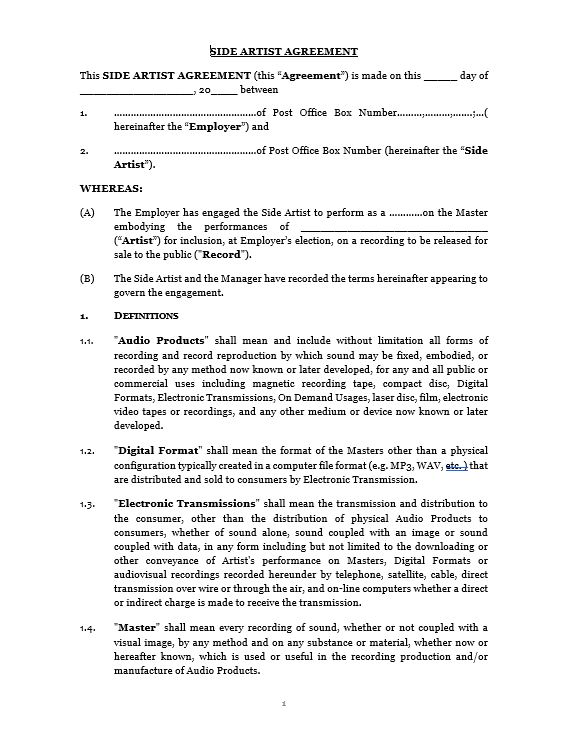 SIDE ARTIST AGREEMENT
This SIDE ARTIST AGREEMENT (this “Agreement”) is made on this _____ day of
_________________, 20____ between
1. ……………………………………of Post Office Box Number……;……,……;…(
hereinafter the “Employer”) and
2. ……………………………………of Post Office Box Number (hereinafter the “Side
Artist”).
WHEREAS:
(A) The Employer has engaged the Side Artist to perform as a …………on the Master
embodying the performances of ____________________________
(“Artist”) for inclusion, at Employer’s election, on a recording to be released for
sale to the public ("Record").
(B) The Side Artist and the Manager have recorded the terms hereinafter appearing to
govern the engagement.
1. DEFINITIONS
1.1. "Audio Products" shall mean and include without limitation all forms of
recording and record reproduction by which sound may be fixed, embodied, or
recorded by any method now known or later developed, for any and all public or
commercial uses including magnetic recording tape, compact disc, Digital
Formats, Electronic Transmissions, On Demand Usages, laser disc, film, electronic
video tapes or recordings, and any other medium or device now known or later
developed.
1.2. "Digital Format" shall mean the format of the Masters other than a physical
configuration typically created in a computer file format (e.g. MP3, WAV, etc.) that
are distributed and sold to consumers by Electronic Transmission.
1.3. "Electronic Transmissions" shall mean the transmission and distribution to
the consumer, other than the distribution of physical Audio Products to
consumers, whether of sound alone, sound coupled with an image or sound
coupled with data, in any form including but not limited to the downloading or
other conveyance of Artist’s performance on Masters, Digital Formats or
audiovisual recordings recorded hereunder by telephone, satellite, cable, direct
transmission over wire or through the air, and on-line computers whether a direct
or indirect charge is made to receive the transmission.
1.4. "Master" shall mean every recording of sound, whether or not coupled with a
visual image, by any method and on any substance or material, whether now or
hereafter known, which is used or useful in the recording production and/or
manufacture of Audio Products.
1